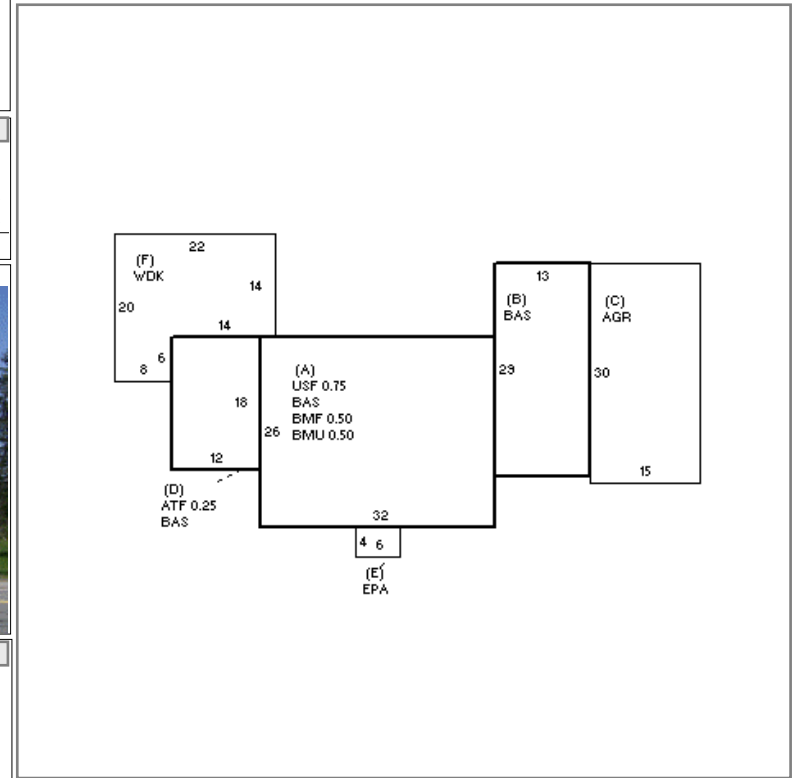 22
(F)
WDK
14
20
14
6
8
13
(B)
BAS
(C)
AGR
29
30
15
(A)
USF 0.75
BAS
BMF 0.50
BMU 0.50
18
26
12
32
(D)
ATF 0.25
BAS
4 6
(E)
EPA